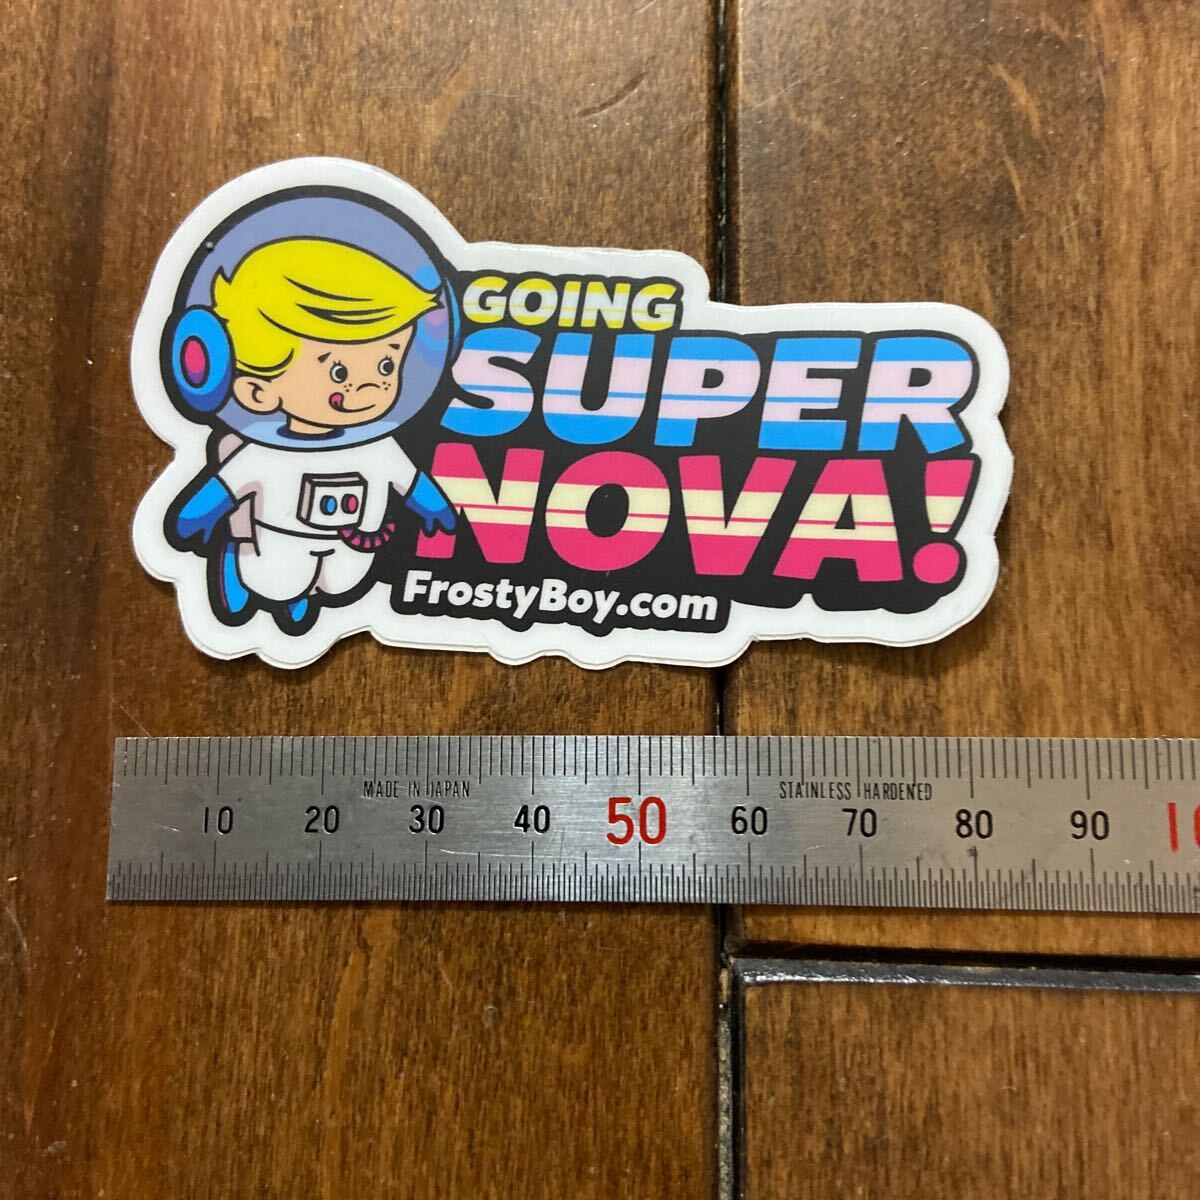 GOING
SUPER
NOVA!
FrostyBoy.com
MADE IN JAPAN
STAINLESS HARDENED
10 20 30 40 50 60 70 80 90 10